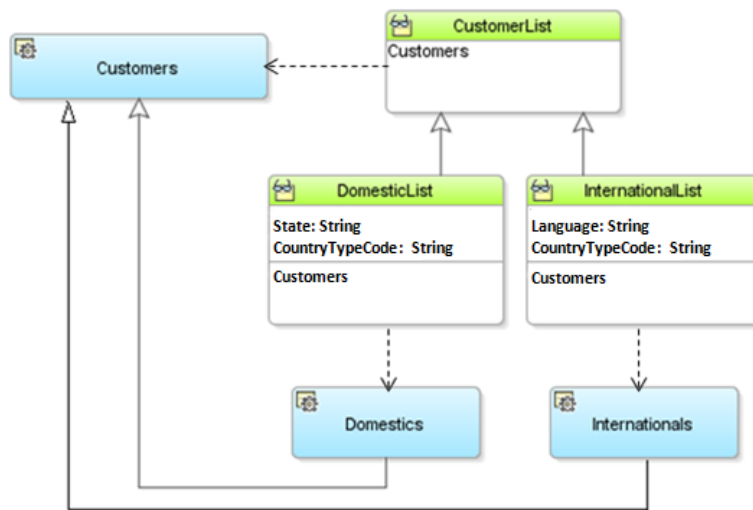 CustomerList
Customers
Customers
DomesticList
State: String
CountryTypeCode: String
Customers
InternationalList
Language: String
CountryTypeCode: String
Customers
Domestics
Internationals